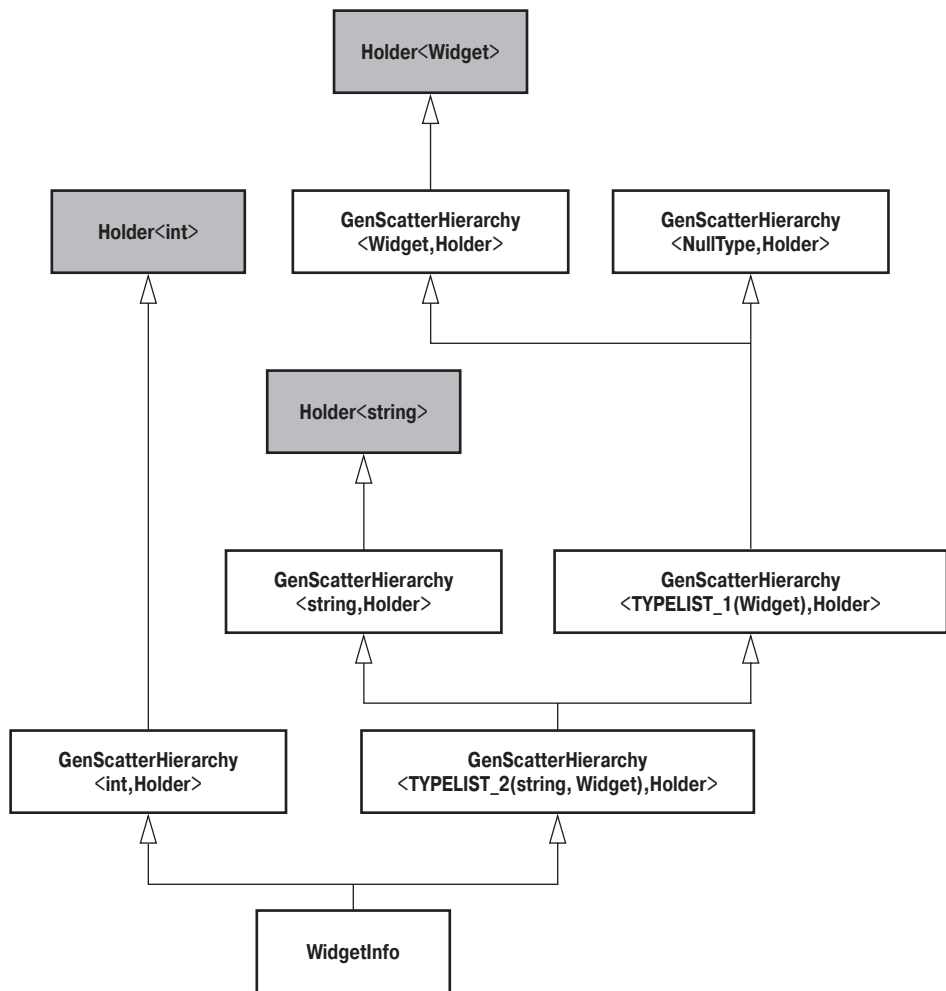 Holder<Widget>
Holder<int>
GenScatterHierarchy
<Widget,Holder>
GenScatterHierarchy
<NullType,Holder>
Holder<string>
GenScatterHierarchy
<string,Holder>
GenScatterHierarchy
<TYPELIST_1(Widget),Holder>
GenScatterHierarchy
<int,Holder>
GenScatterHierarchy
<TYPELIST_2(string, Widget),Holder>
WidgetInfo